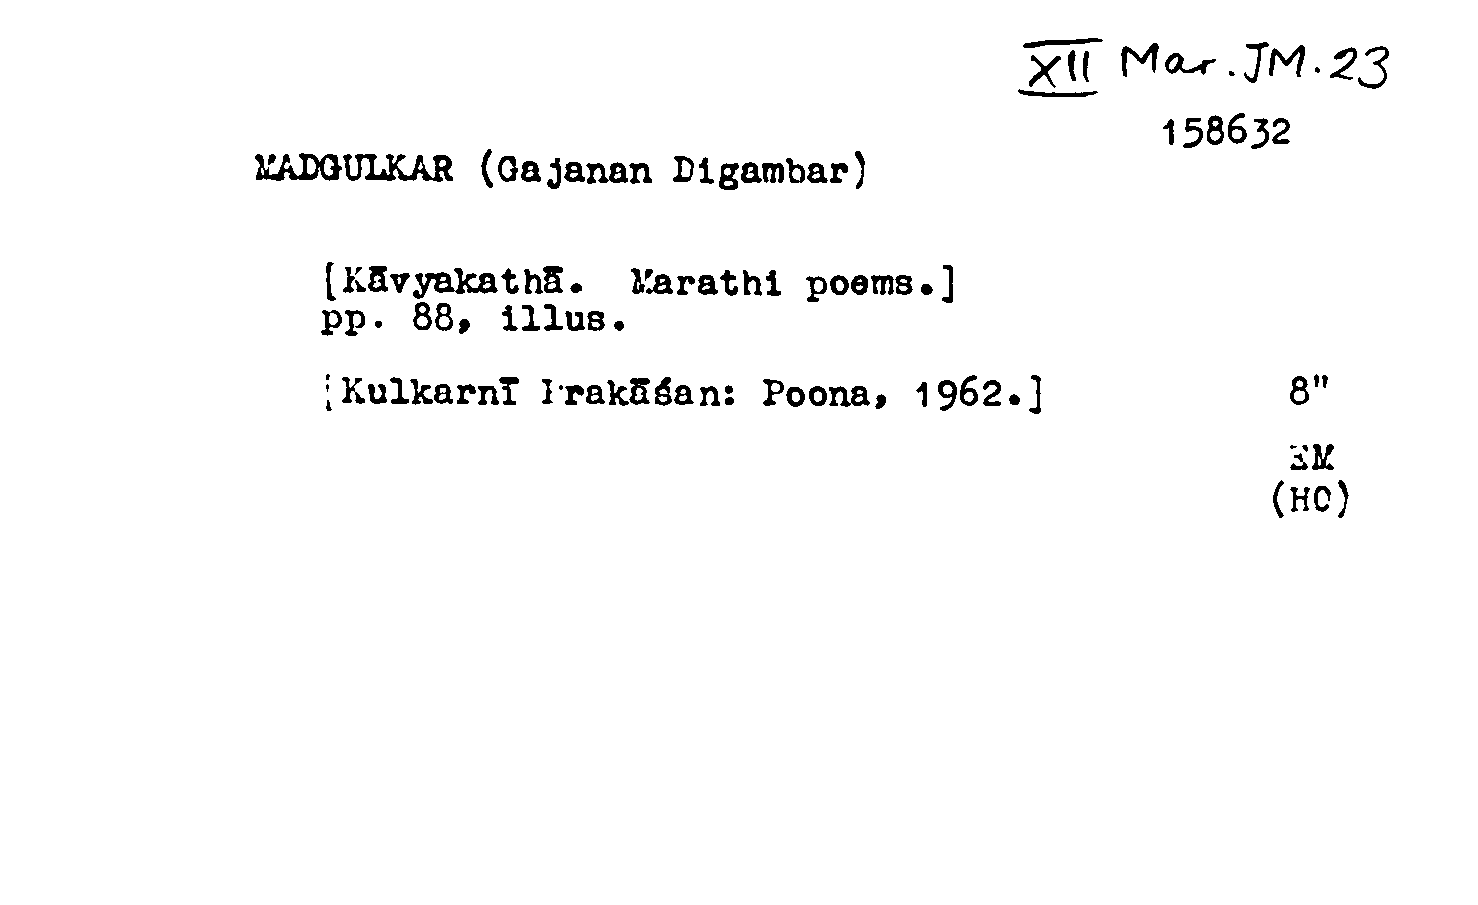 XII Mar. JM. 23
158632
MADGULKAR (Gajanan Digambar)
[Kāvyakathā. Marathi poems.]
pp. 88, illus.
[Kulkarnī Prakāśan: Poona, 1962.] 8"
EM
(HC)